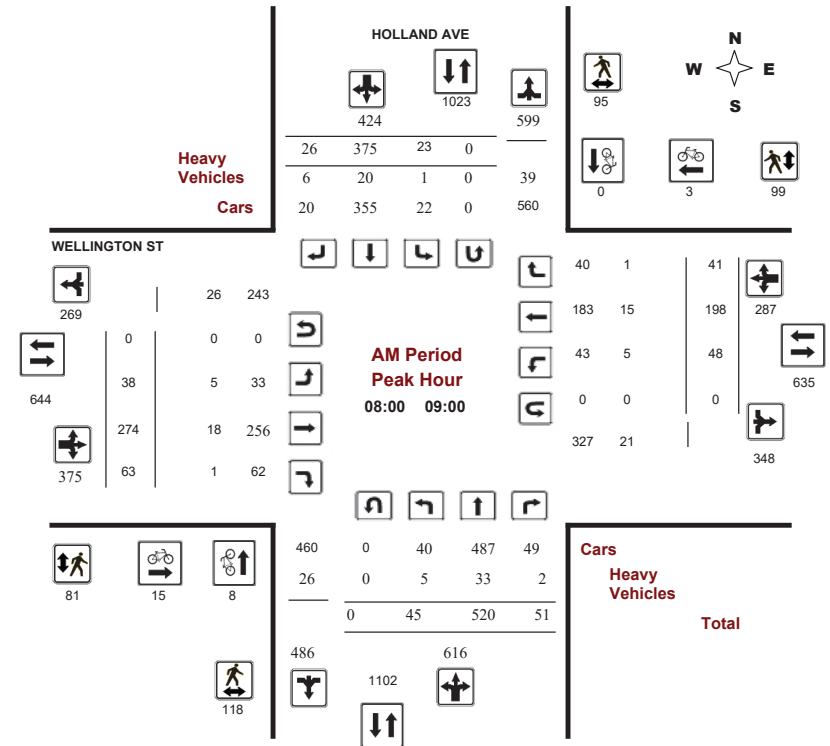 HOLLAND AVE
N
W E
S
1023
95
424
599
26 375 23 0
Heavy
Vehicles
6 20 1 0 39
Cars
20 355 22 0 560
0
3
99
WELLINGTON ST
269
26 243
40 1 41
0 0 0
183 15 198 287
AM Period
Peak Hour
08:00 09:00
644
38 5 33
43 5 48
635
274 18 256
0 0 0
375
63 1 62
327 21
348
460 0 40 487 49 Cars
26 0 5 33 2 Heavy
Vehicles
0 45 520 51 Total
81
15
8
486
616
1102
118